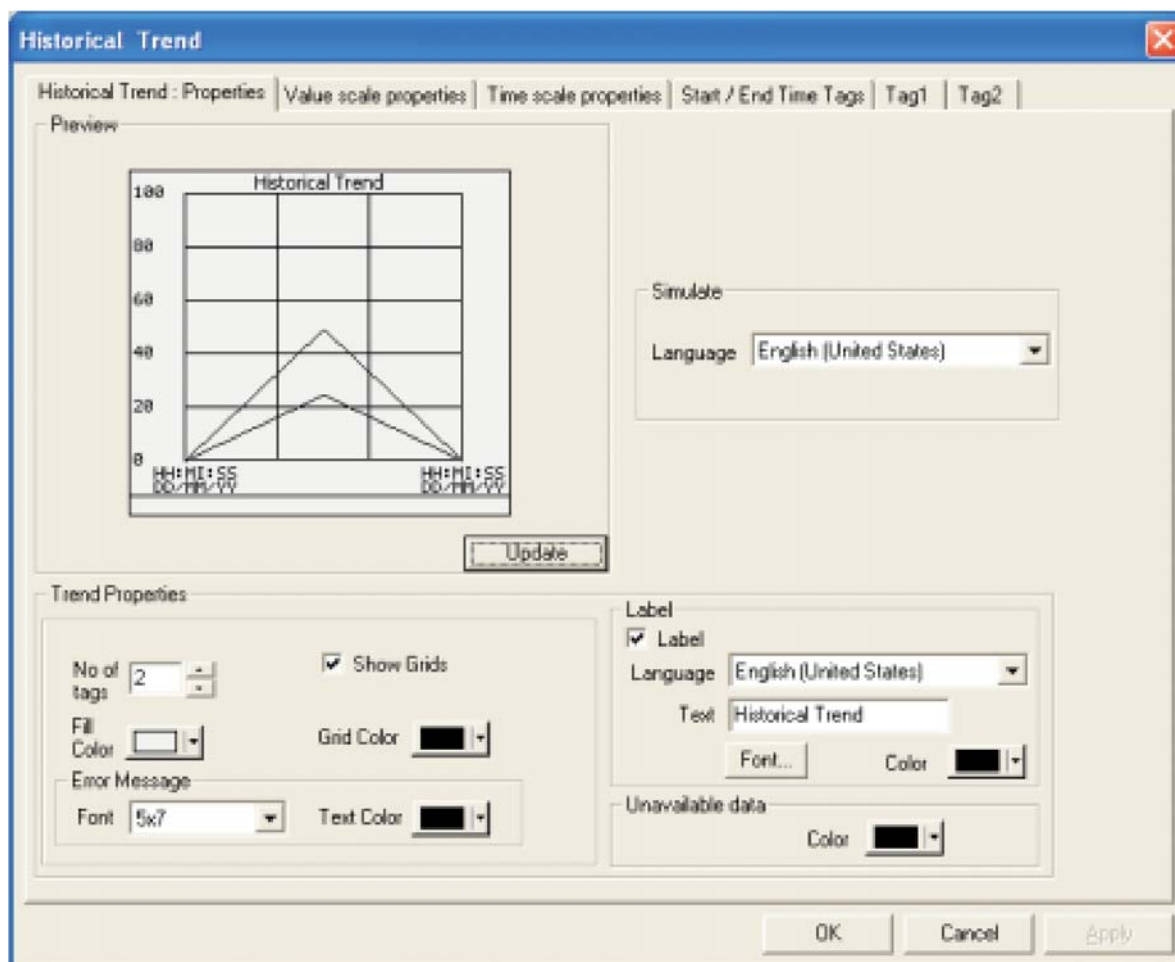 Historical Trend
Historical Trend : Properties
Value scale properties
Time scale properties
Start / End Time Tags
Tag1
Tag2
Preview
Historical Trend
100
80
60
40
20
0
HH:MI:SS
DD/MM/YY
HH:MI:SS
DD/MM/YY
Update
Simulate
Language
English (United States)
Trend Properties
No of
tags
2
Show Grids
Fill
Color
Grid Color
Error Message
Font
5x7
Text Color
Label
Label
Language
English (United States)
Text
Historical Trend
Font...
Color
Unavailable data
Color
OK
Cancel
Apply